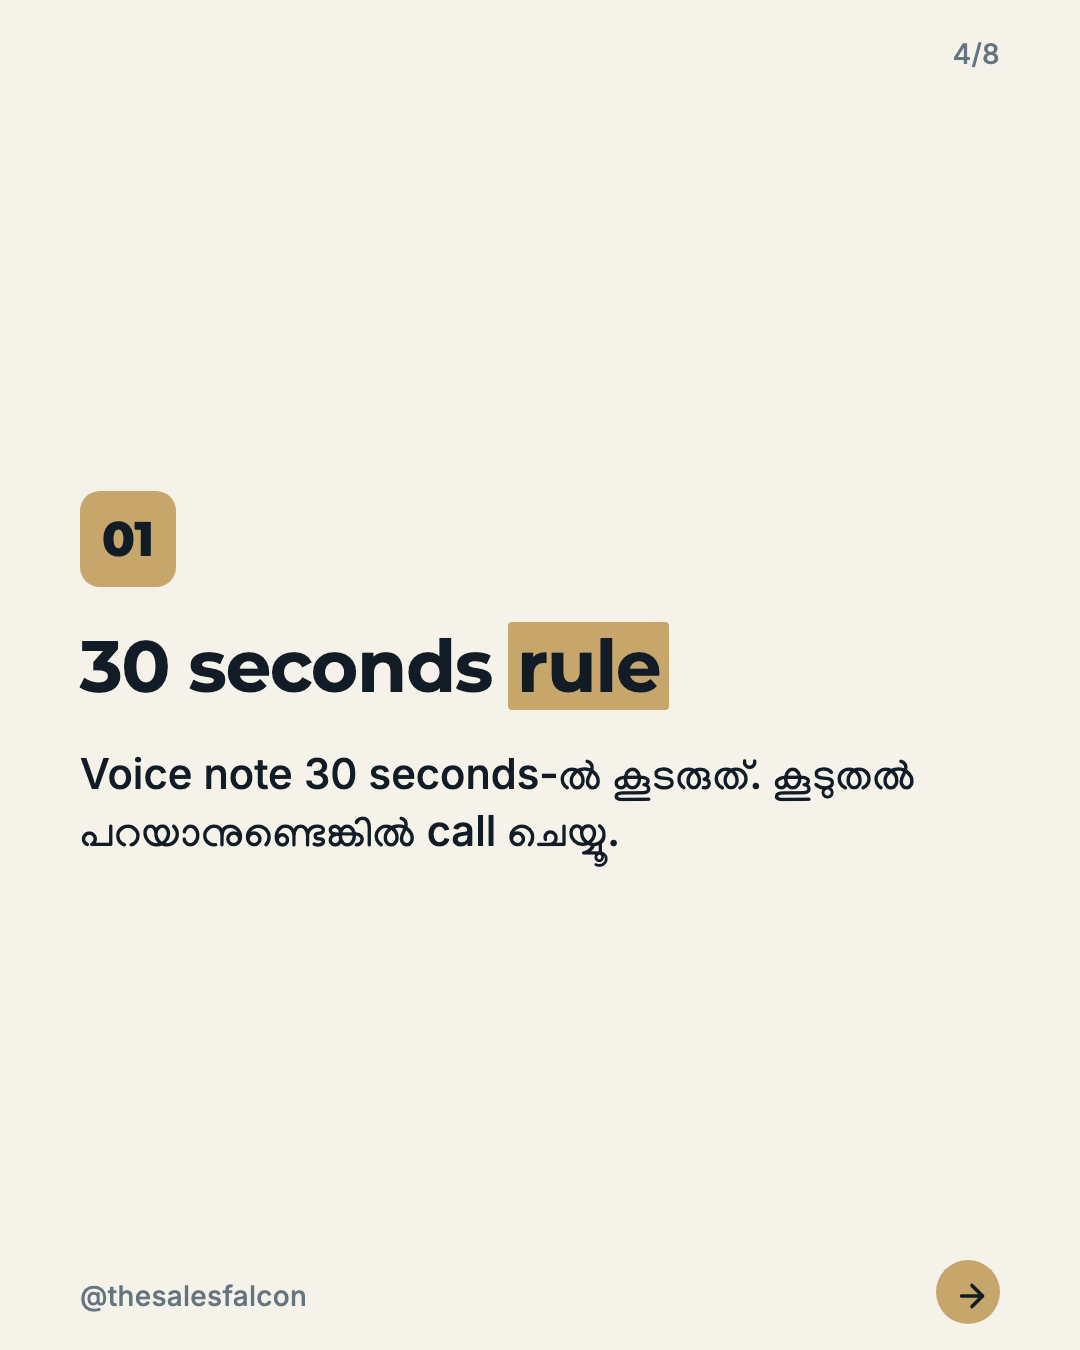 4/8
01
30 seconds rule
Voice note 30 seconds-ൽ കൂടരുത്. കൂടുതൽ
പറയാനുണ്ടെങ്കിൽ call ചെയ്യൂ.
@thesalesfalcon